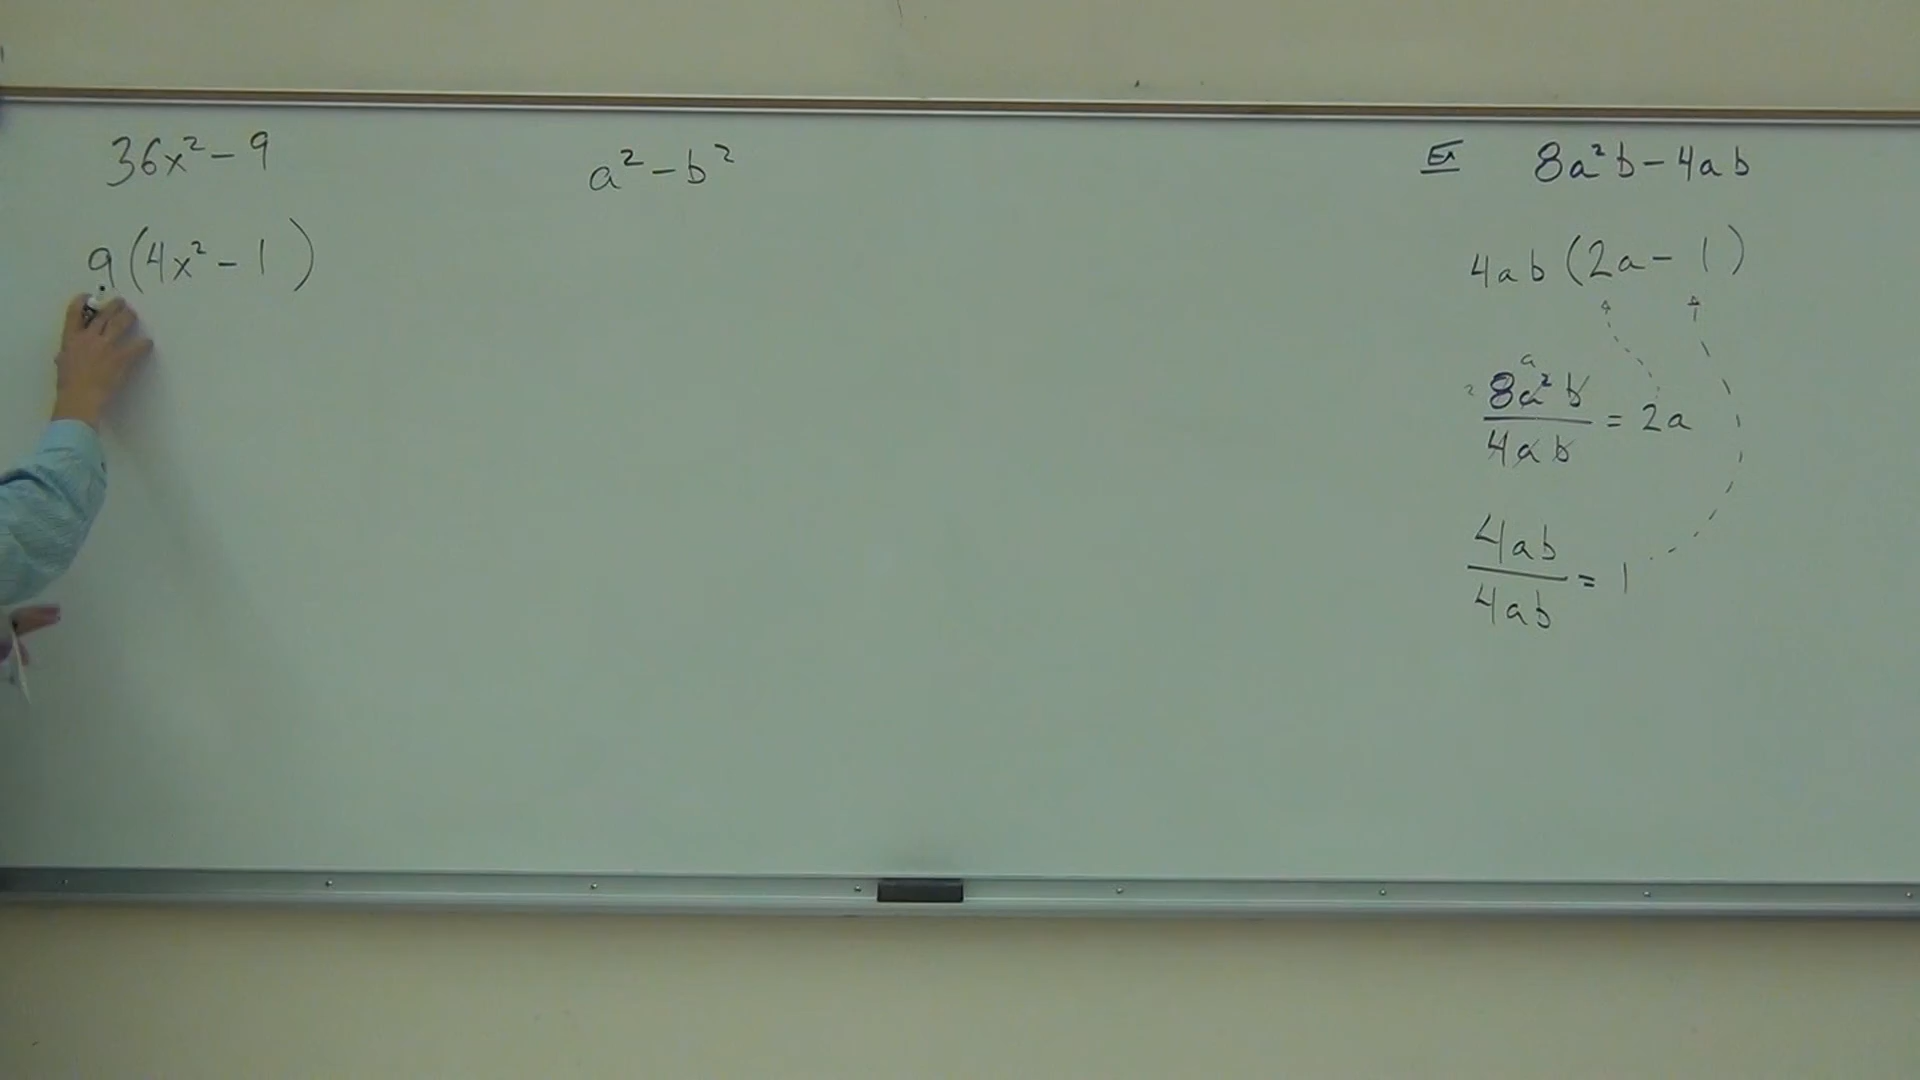 36x² - 9
9(4x² - 1)
a² - b²
Ex 8a²b - 4ab
4ab(2a - 1)
a
2 8a²b
4ab
= 2a
4ab
4ab
= 1